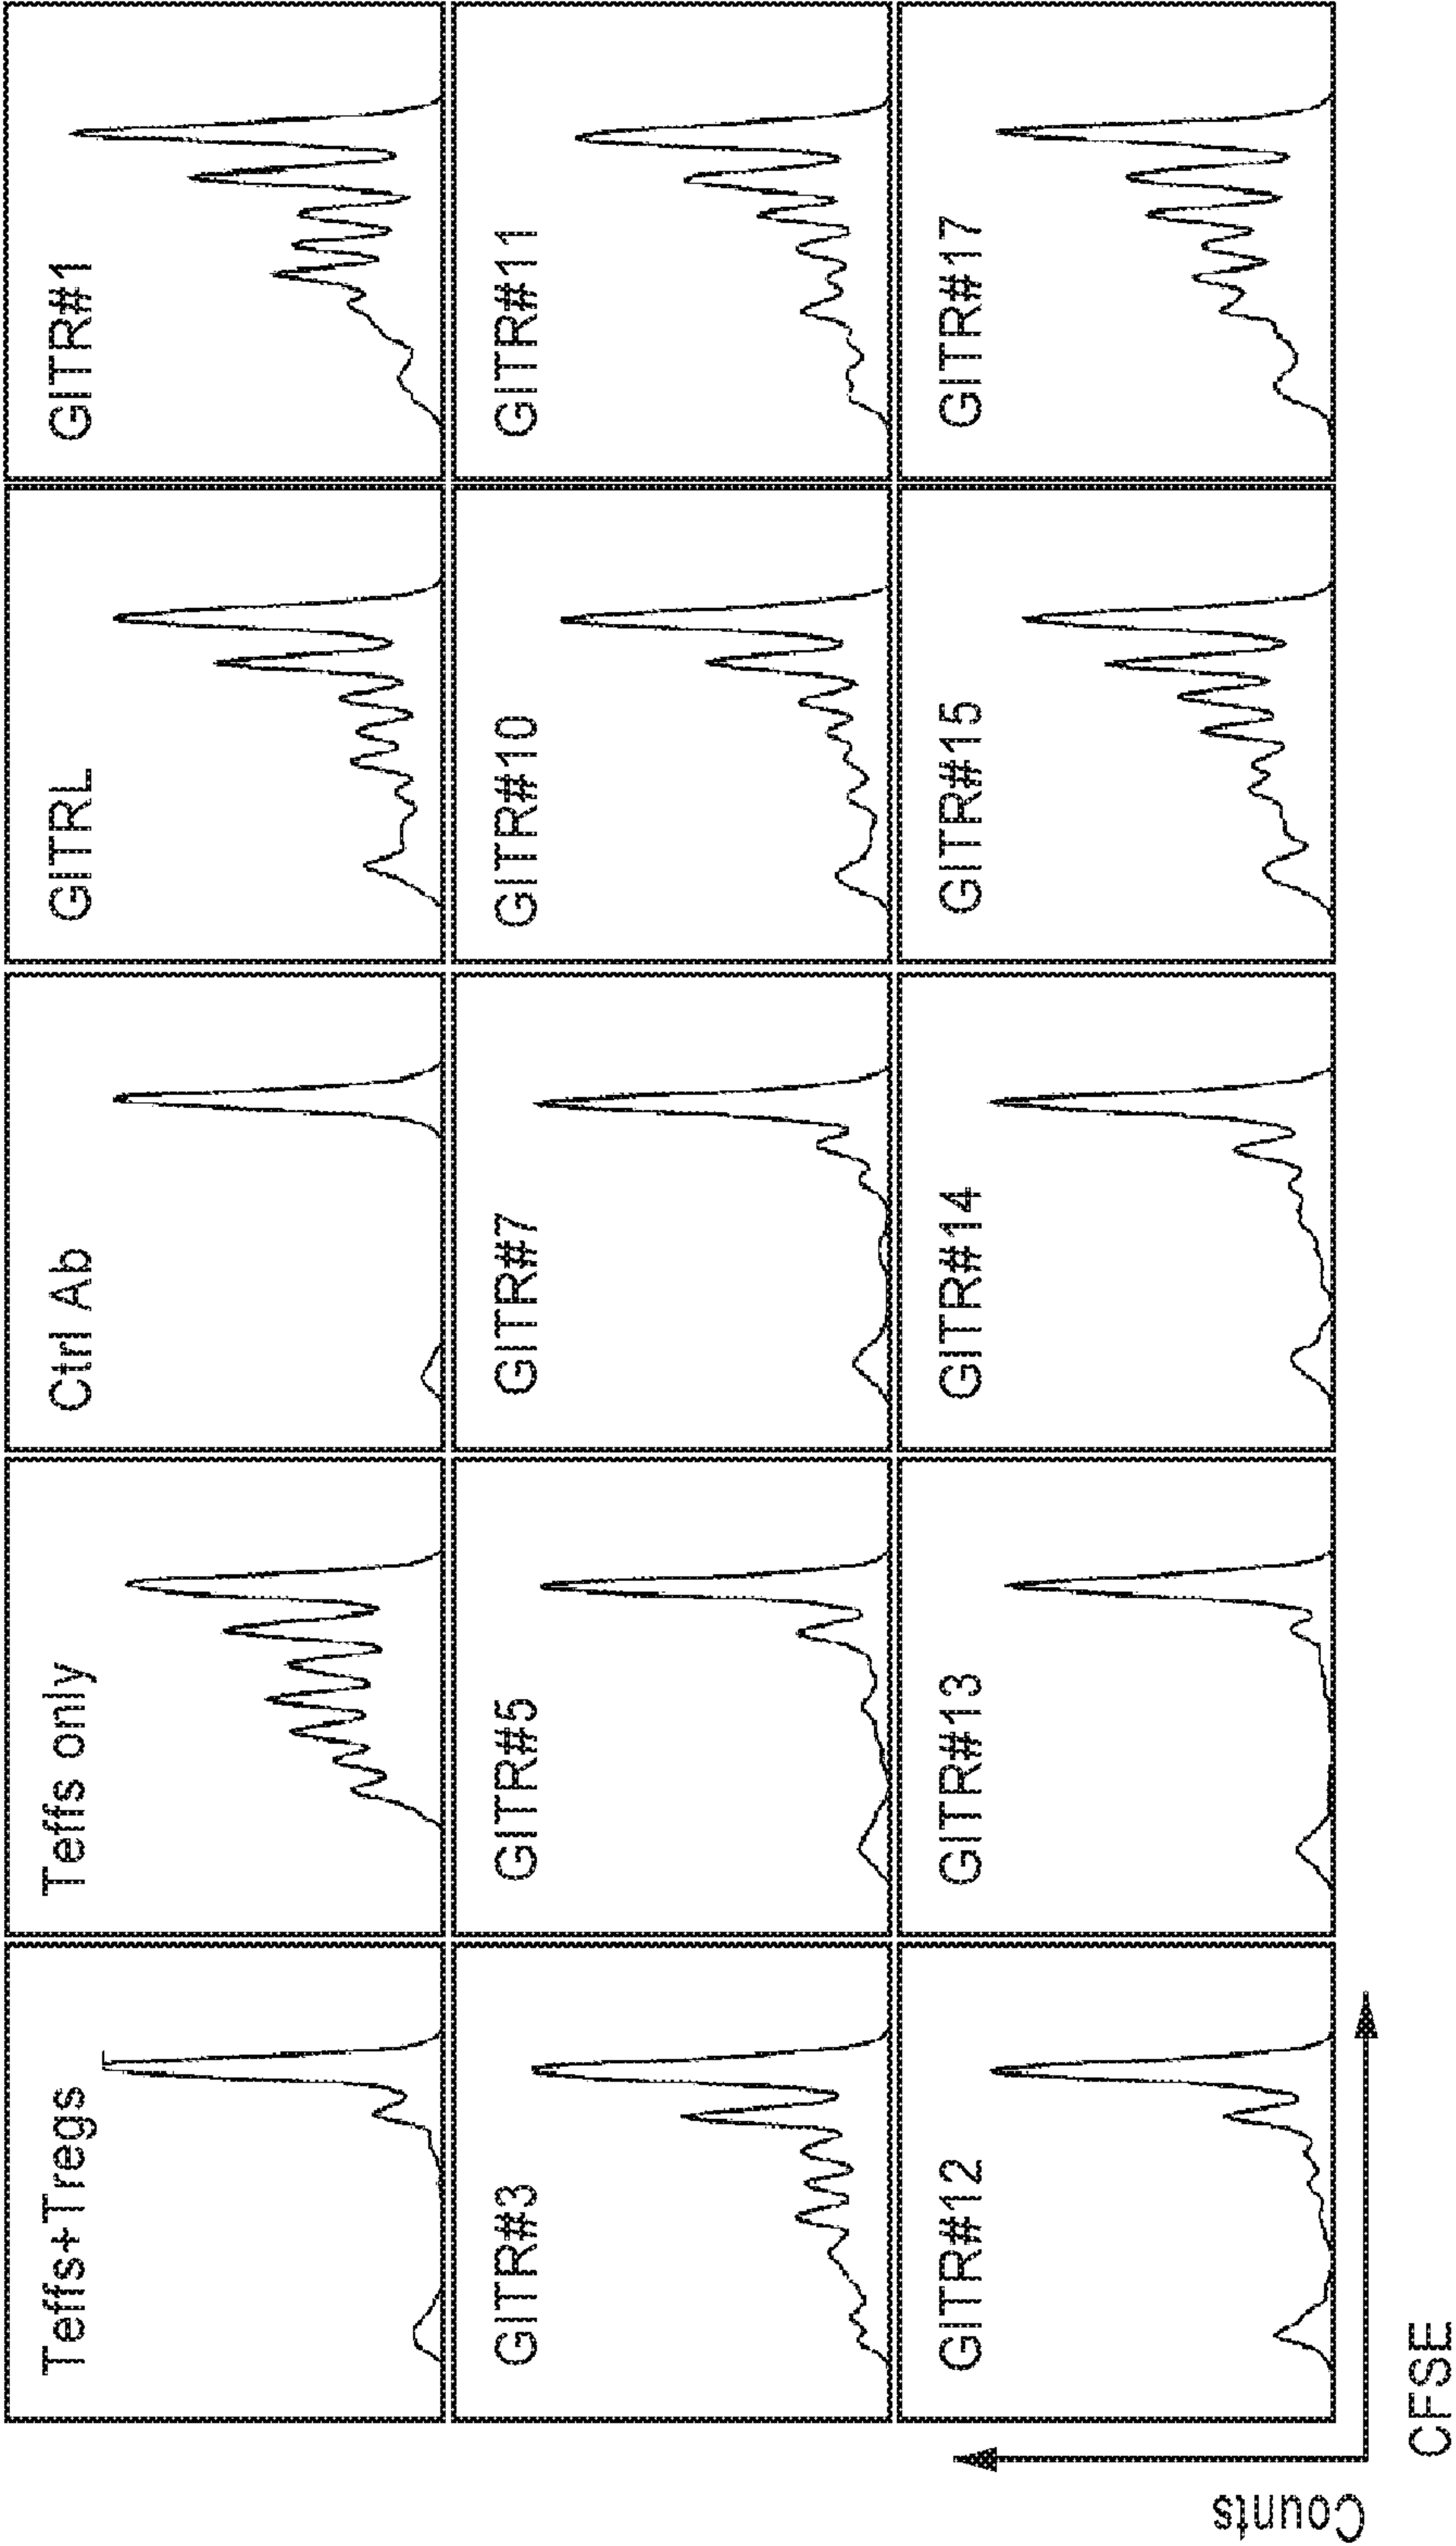 Teffs+Tregs
Teffs only
Ctrl Ab
GITRL
GITR#1
GITR#3
GITR#5
GITR#7
GITR#10
GITR#11
GITR#12
GITR#13
GITR#14
GITR#15
GITR#17
Counts
CFSE